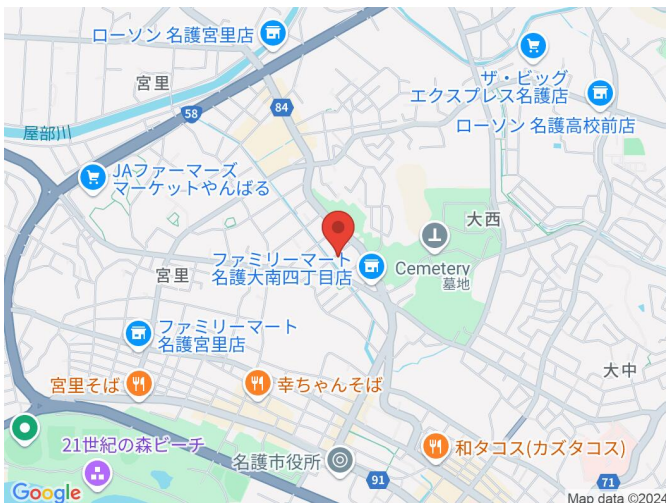 ローソン 名護宮里店
宮里
84
58
屋部川
ザ・ビッグ
エクスプレス名護店
ローソン 名護高校前店
JAファーマーズ
マーケットやんばる
大西
ファミリーマート
名護大南四丁目店
Cemetery
墓地
宮里
ファミリーマート
名護宮里店
大中
宮里そば
幸ちゃんそば
21世紀の森ビーチ
名護市役所
和タコス(カズタコス)
91
71
Google
Map data ©2024